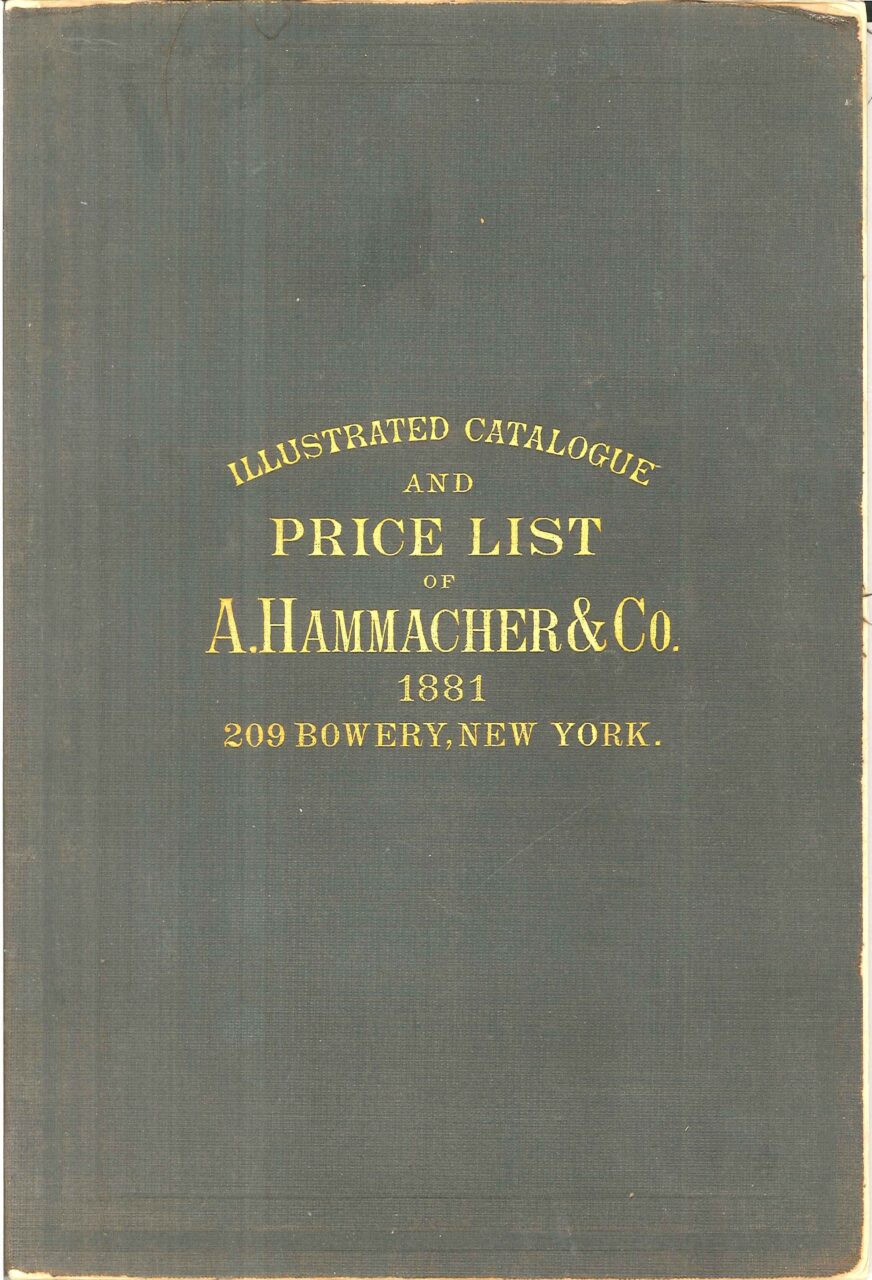 ILLUSTRATED CATALOGUE
AND
PRICE LIST
OF
A. HAMMACHER & CO.
1881
209 BOWERY, NEW YORK.